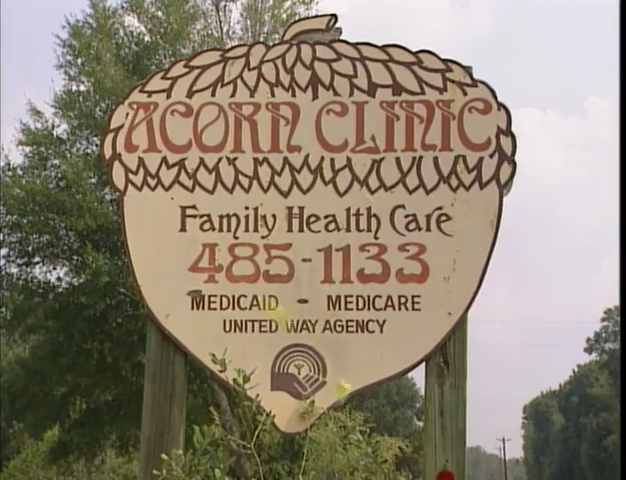 ACORN CLINIC
Family Health Care
485-1133
MEDICAID - MEDICARE
UNITED WAY AGENCY